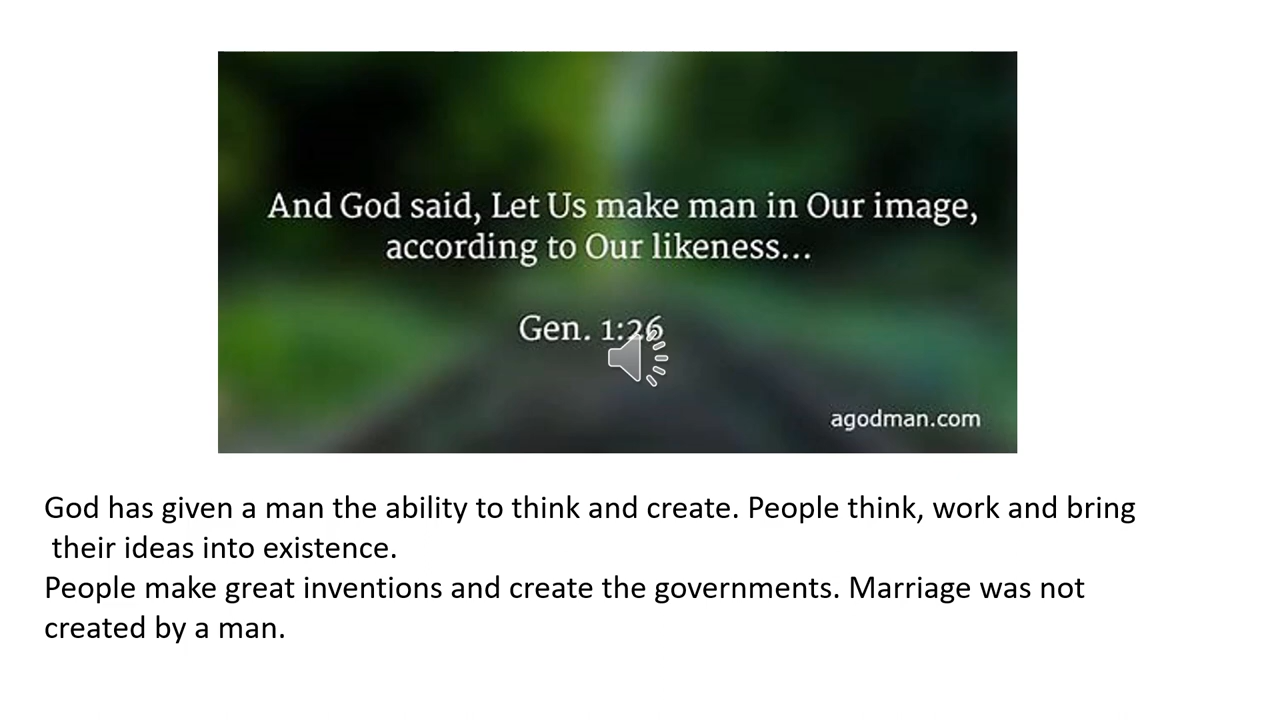 And God said, Let Us make man in Our image,
according to Our likeness...
Gen. 1:26
agodman.com
God has given a man the ability to think and create. People think, work and bring
their ideas into existence.
People make great inventions and create the governments. Marriage was not
created by a man.